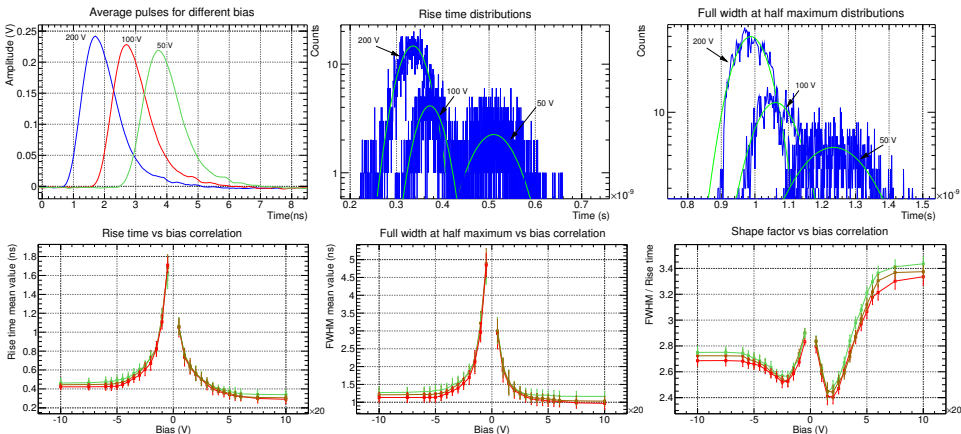 Average pulses for different bias
Amplitude (V)
0.25
0.2
0.15
0.1
0.05
0
200 V
100 V
50 V
0 1 2 3 4 5 6 7 8
Time(ns)
Rise time distributions
Counts
10
1
200 V
100 V
50 V
0.2 0.3 0.4 0.5 0.6 0.7
×10⁻⁹
Time (s)
Full width at half maximum distributions
Counts
10
200 V
100 V
50 V
0.8 0.9 1 1.1 1.2 1.3 1.4 1.5
×10⁻⁹
Time(s)
Rise time vs bias correlation
Rise time mean value (ns)
1.8
1.6
1.4
1.2
1
0.8
0.6
0.4
0.2
-10 -5 0 5 10
×20
Bias (V)
Full width at half maximum vs bias correlation
FWHM mean value (ns)
5
4
3
2
1
-10 -5 0 5 10
×20
Bias (V)
Shape factor vs bias correlation
FWHM / Rise time
3.4
3.2
3
2.8
2.6
2.4
-10 -5 0 5 10
×20
Bias (V)